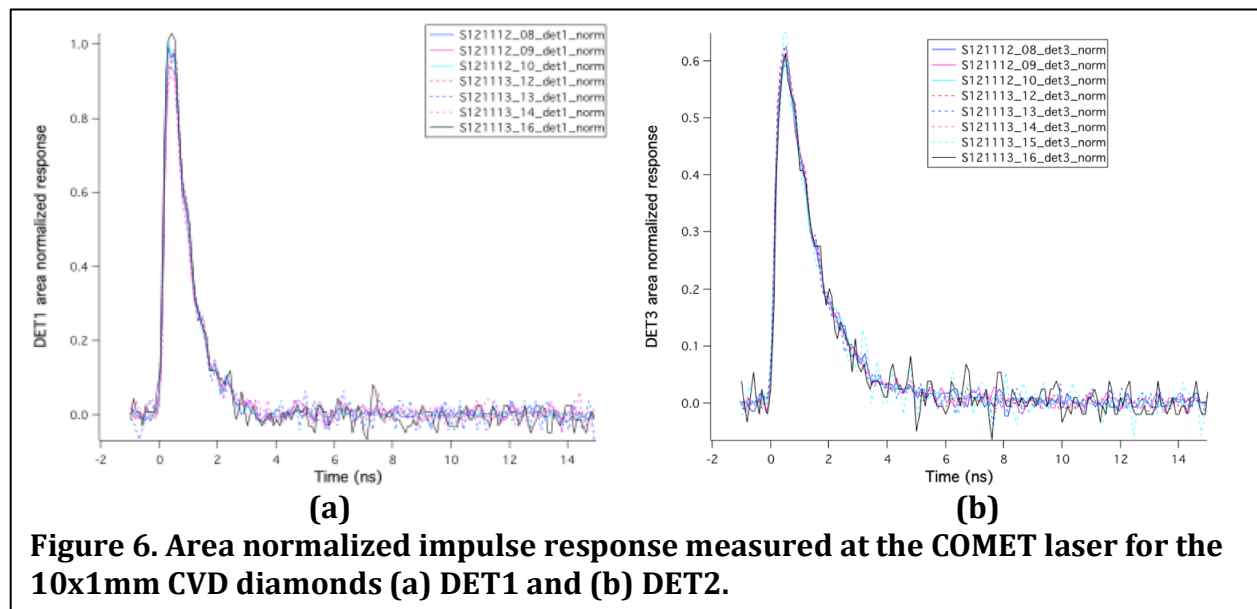 S121112_08_det1_norm
S121112_09_det1_norm
S121112_10_det1_norm
S121113_12_det1_norm
S121113_13_det1_norm
S121113_14_det1_norm
S121113_16_det1_norm
1.0
0.8
0.6
0.4
0.2
0.0
DET1 area normalized response
-2
0
2
4
6
8
10
12
14
Time (ns)
(a)
S121112_08_det3_norm
S121112_09_det3_norm
S121112_10_det3_norm
S121113_12_det3_norm
S121113_13_det3_norm
S121113_14_det3_norm
S121113_15_det3_norm
S121113_16_det3_norm
0.6
0.5
0.4
0.3
0.2
0.1
0.0
DET3 area normalized response
-2
0
2
4
6
8
10
12
14
Time (ns)
(b)
Figure 6. Area normalized impulse response measured at the COMET laser for the
10x1mm CVD diamonds (a) DET1 and (b) DET2.